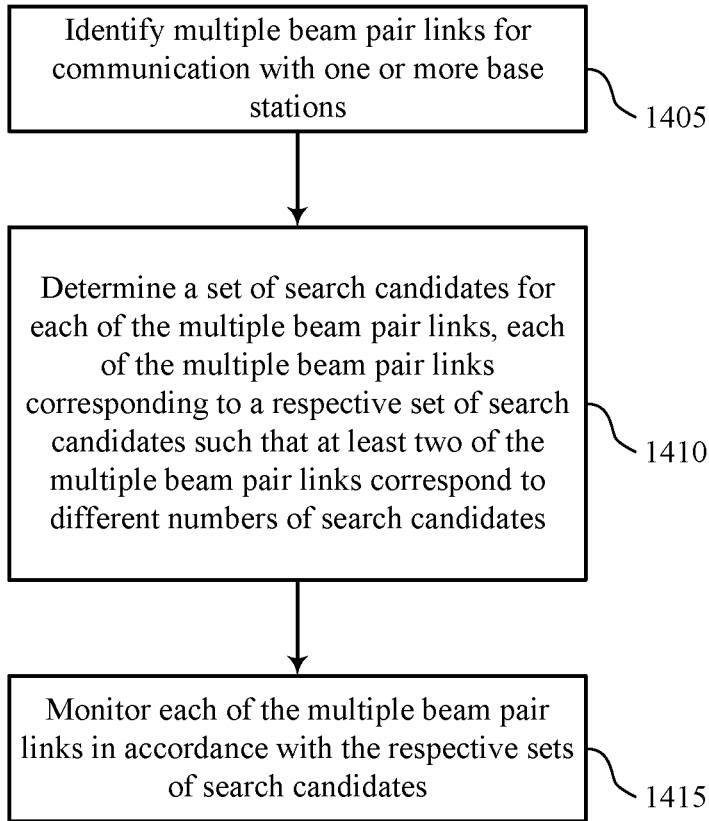 Identify multiple beam pair links for
communication with one or more base
stations
1405
Determine a set of search candidates for
each of the multiple beam pair links, each
of the multiple beam pair links
corresponding to a respective set of search
candidates such that at least two of the
multiple beam pair links correspond to
different numbers of search candidates
1410
Monitor each of the multiple beam pair
links in accordance with the respective sets
of search candidates
1415